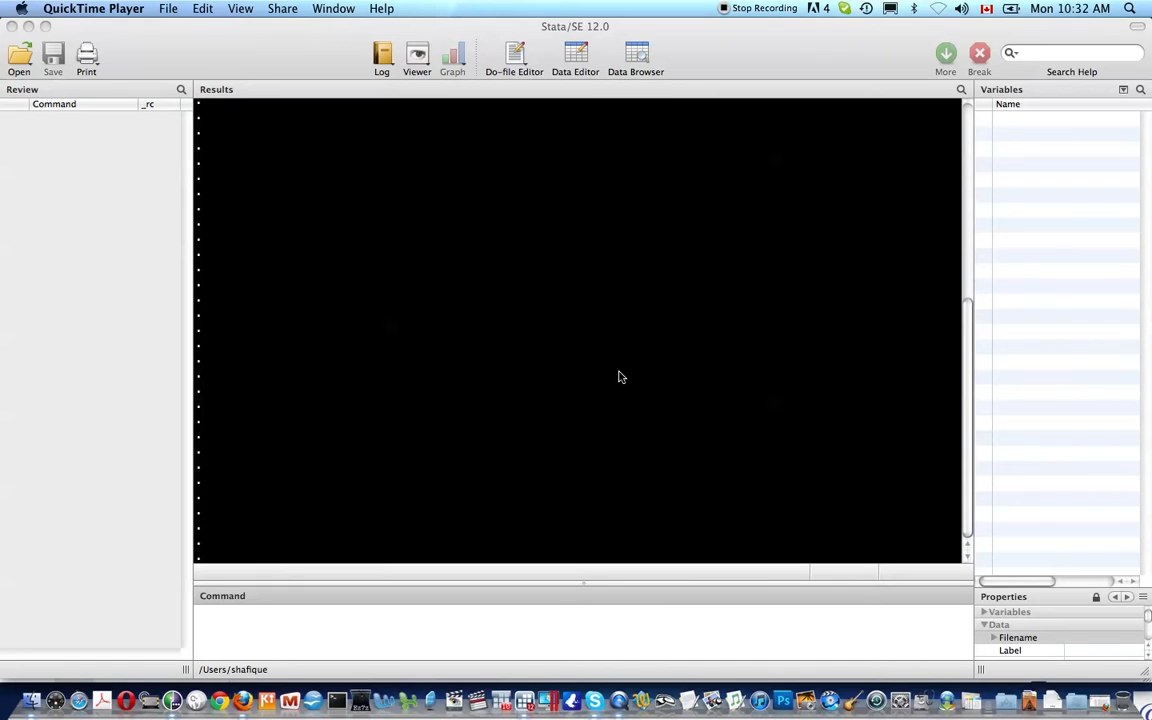 QuickTime Player File Edit View Share Window Help Stop Recording 4 Mon 10:32 AM
Stata/SE 12.0
Open Save Print Log Viewer Graph Do-file Editor Data Editor Data Browser More Break Search Help
Review Results Variables
Command _rc Name
Command
Properties
Variables
Data
Filename
Label
/Users/shafique